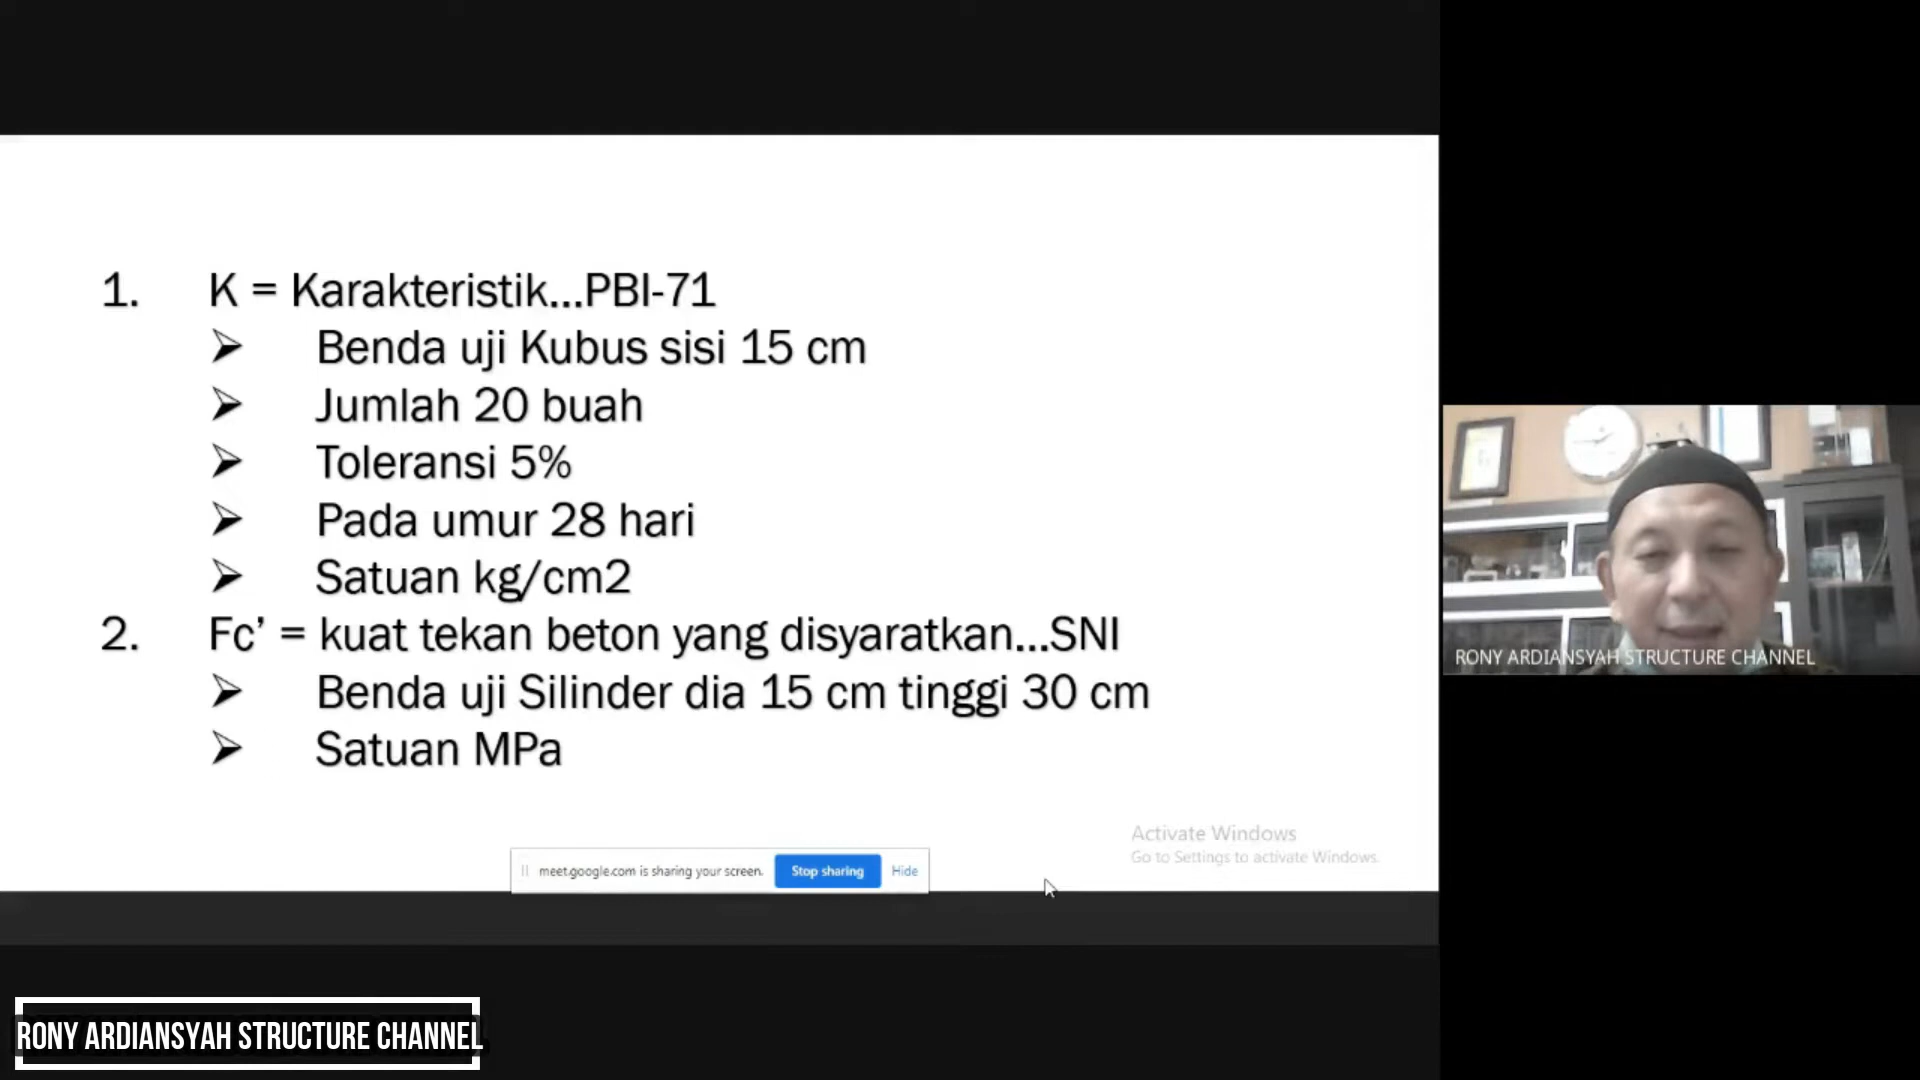 1. K = Karakteristik...PBI-71
➢ Benda uji Kubus sisi 15 cm
➢ Jumlah 20 buah
➢ Toleransi 5%
➢ Pada umur 28 hari
➢ Satuan kg/cm2
2. Fc’ = kuat tekan beton yang disyaratkan...SNI
➢ Benda uji Silinder dia 15 cm tinggi 30 cm
➢ Satuan MPa
Activate Windows
Go to Settings to activate Windows.
meet.google.com is sharing your screen. Stop sharing Hide
RONY ARDIANSYAH STRUCTURE CHANNEL
RONY ARDIANSYAH STRUCTURE CHANNEL